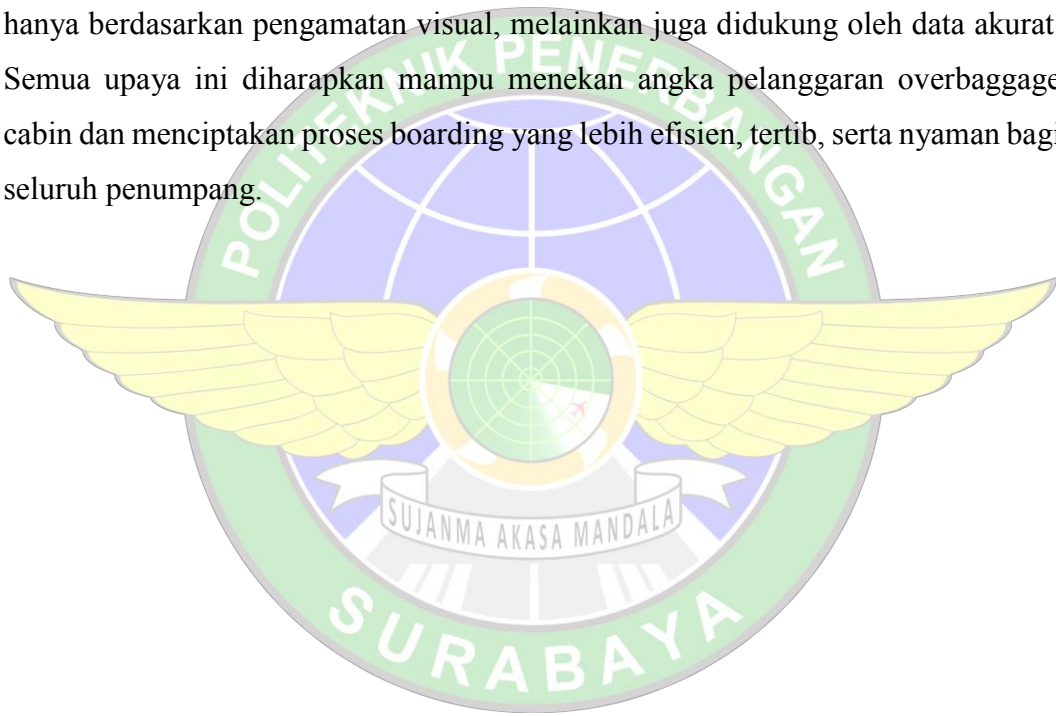 hanya berdasarkan pengamatan visual, melainkan juga didukung oleh data akurat
Semua upaya ini diharapkan mampu menekan angka pelanggaran overbaggage
cabin dan menciptakan proses boarding yang lebih efisien, tertib, serta nyaman bagi
seluruh penumpang.
POLITEKNIK PENERBANGAN
SUJANMA AKASA MANDALA
SURABAYA